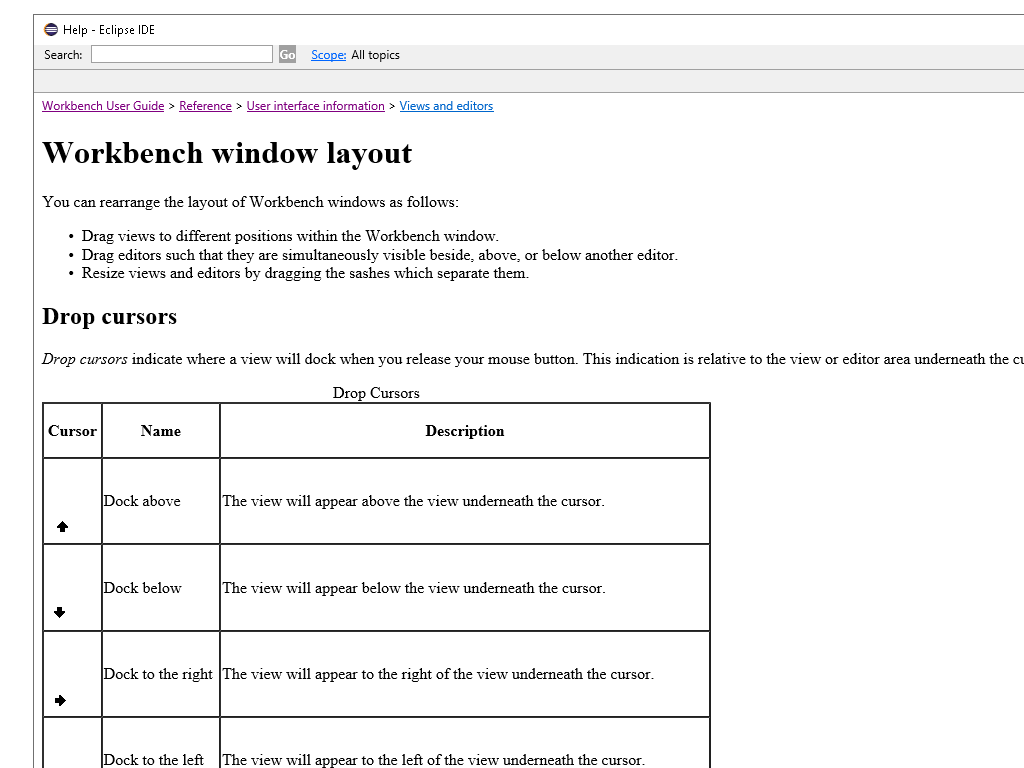 Help - Eclipse IDE
Search: Go Scope: All topics
Workbench User Guide > Reference > User interface information > Views and editors
Workbench window layout
You can rearrange the layout of Workbench windows as follows:
• Drag views to different positions within the Workbench window.
• Drag editors such that they are simultaneously visible beside, above, or below another editor.
• Resize views and editors by dragging the sashes which separate them.
Drop cursors
Drop cursors indicate where a view will dock when you release your mouse button. This indication is relative to the view or editor area underneath the
Drop Cursors
Cursor Name Description
Dock above The view will appear above the view underneath the cursor.
Dock below The view will appear below the view underneath the cursor.
Dock to the right The view will appear to the right of the view underneath the cursor.
Dock to the left The view will appear to the left of the view underneath the cursor.